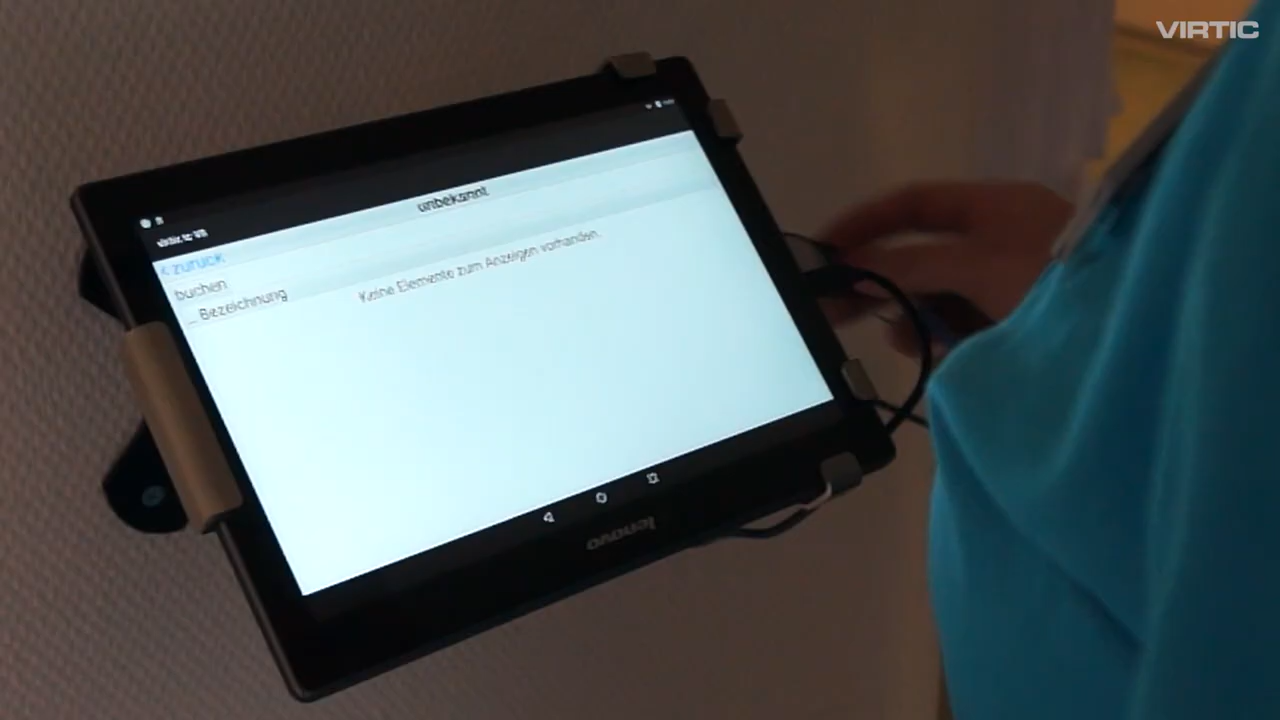 VIRTIC
unbekannt
< zurück
buchen
_ Bezeichnung
Keine Elemente zum Anzeigen vorhanden.
lenovo